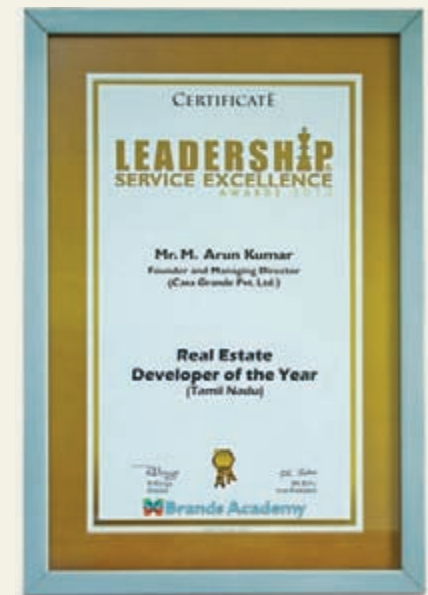 CERTIFICATE
LEADERSHIP
SERVICE EXCELLENCE
AWARDS
Mr. M. Arun Kumar
Founder and Managing Director
(Casa Grande Pvt. Ltd.)
Real Estate
Developer of the Year
(Tamil Nadu)
Brands Academy